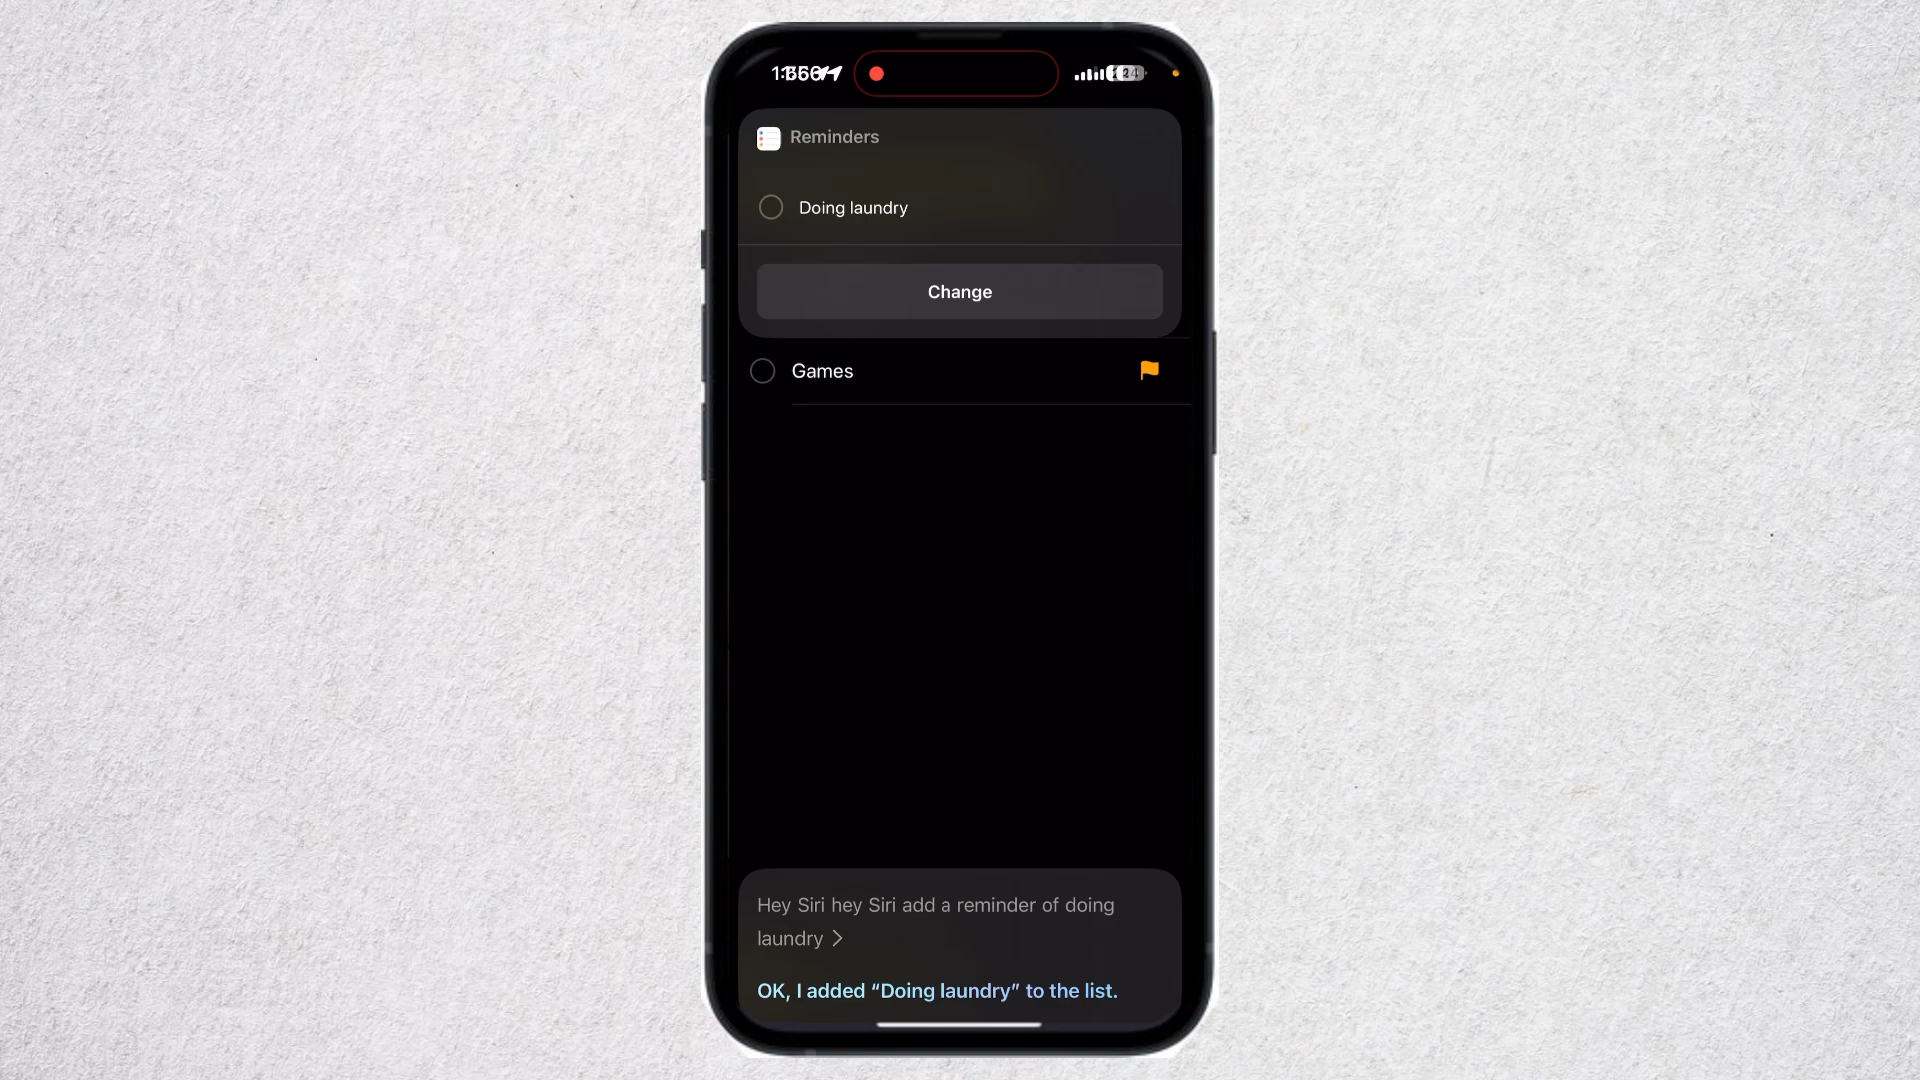 Reminders
Doing laundry
Change
Games
Hey Siri hey Siri add a reminder of doing
laundry >
OK, I added “Doing laundry” to the list.